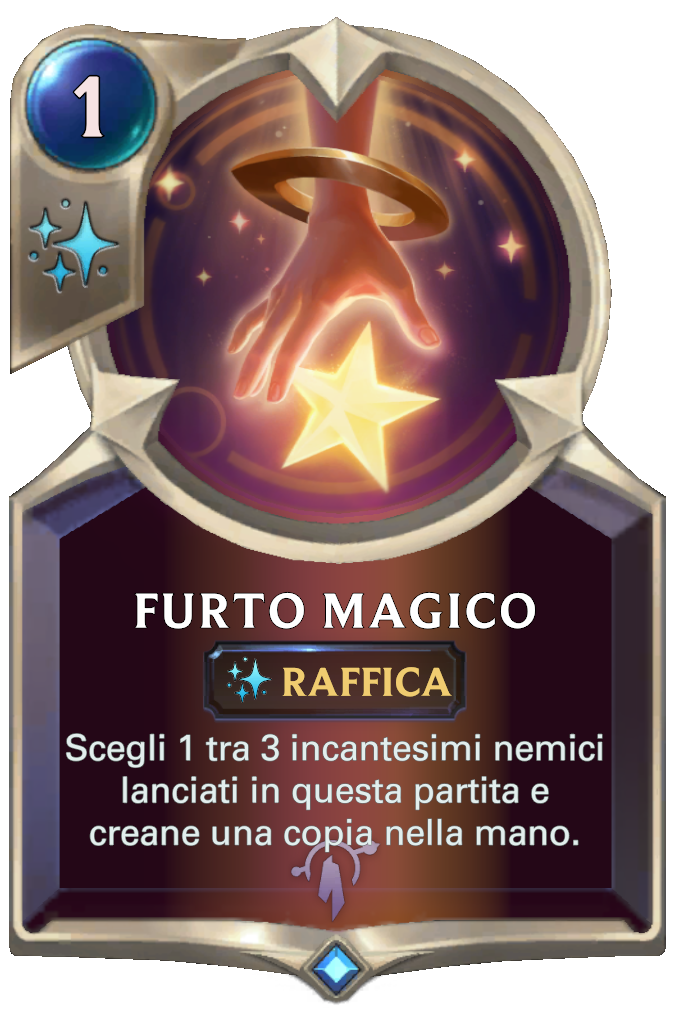 1
FURTO MAGICO
RAFFICA
Scegli 1 tra 3 incantesimi nemici
lanciati in questa partita e
creane una copia nella mano.